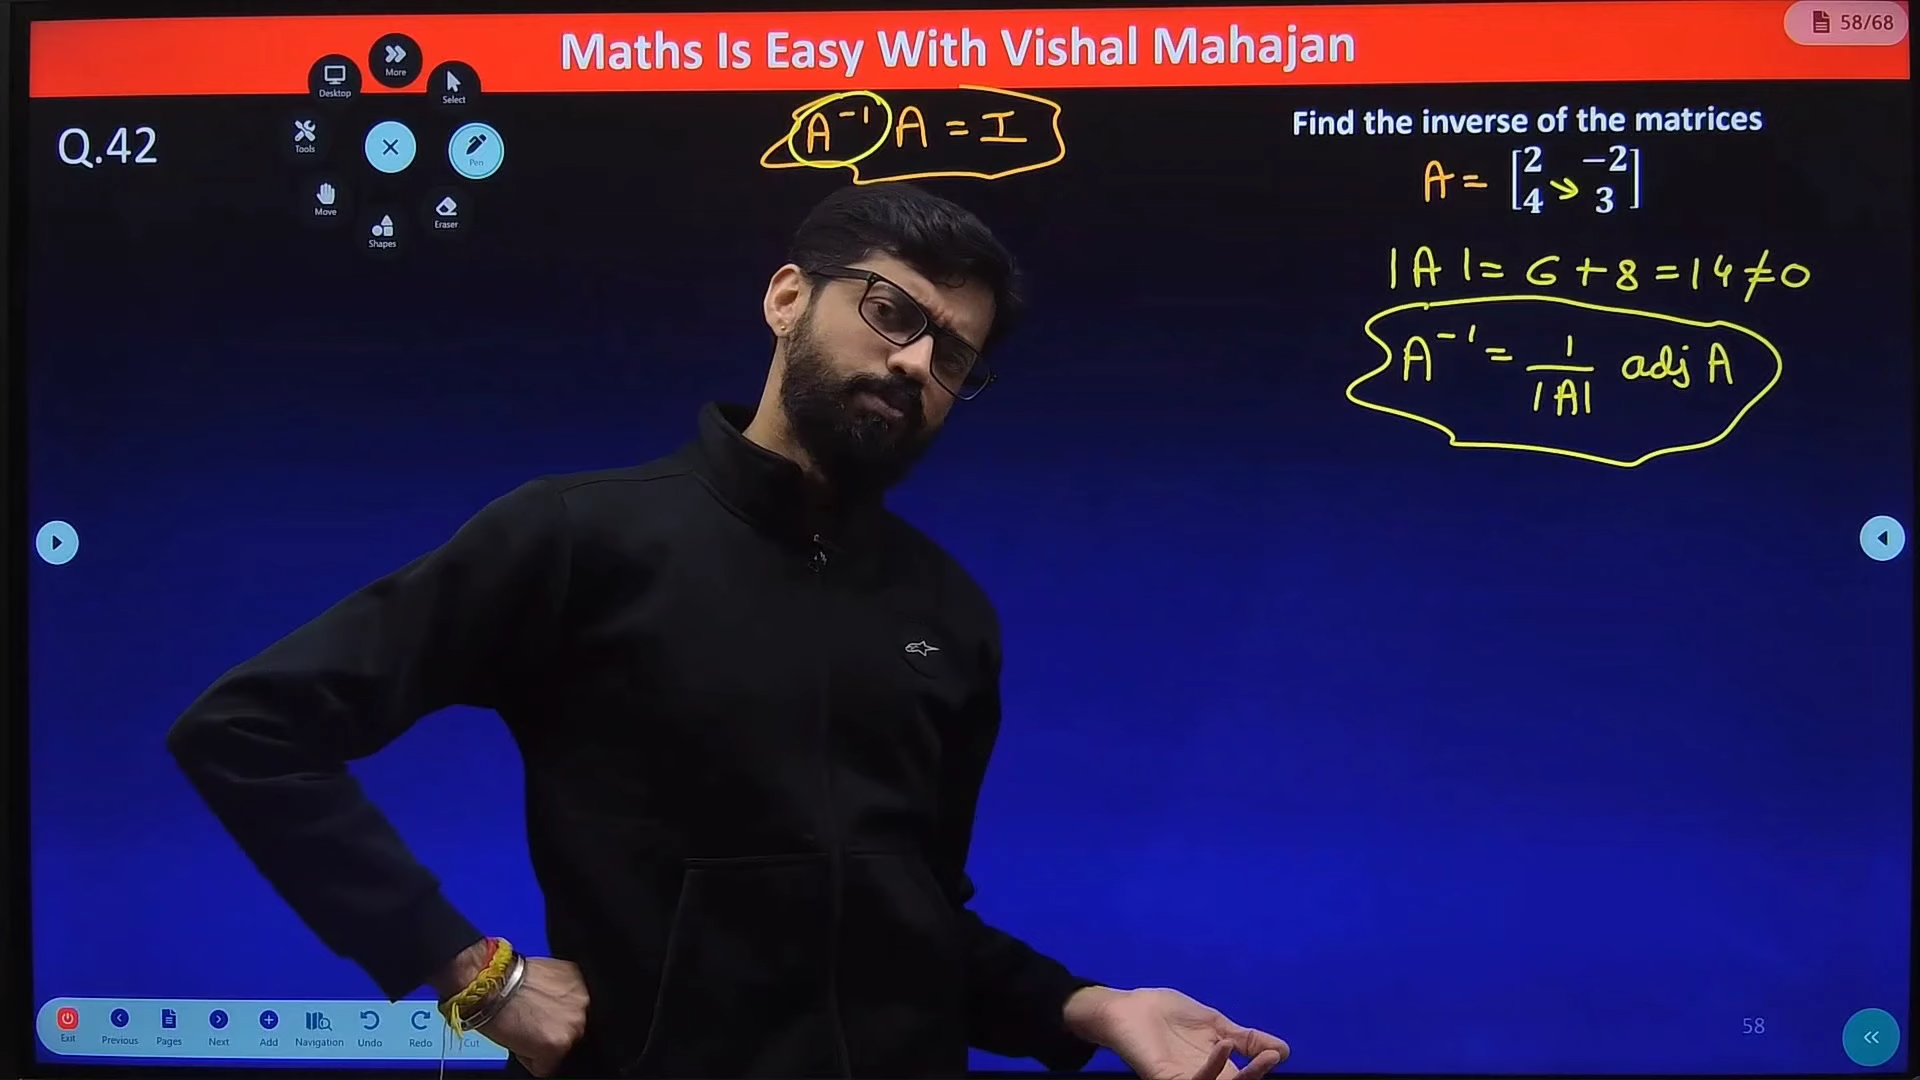 Maths Is Easy With Vishal Mahajan
58/68
Desktop
More
Select
Tools
Pen
Move
Shapes
Eraser
Q.42
A⁻¹ A = I
Find the inverse of the matrices
A = [2 -2
4 3]
|A| = 6 + 8 = 14 ≠ 0
A⁻¹ = 1/|A| adj A
58
Exit
Previous
Pages
Next
Add
Navigation
Undo
Redo
Cut